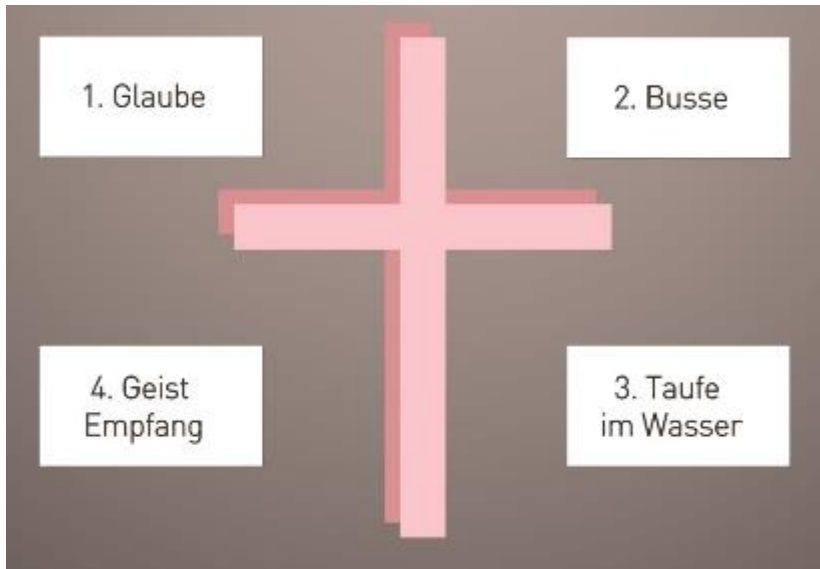 1. Glaube
2. Busse
3. Taufe
im Wasser
4. Geist
Empfang